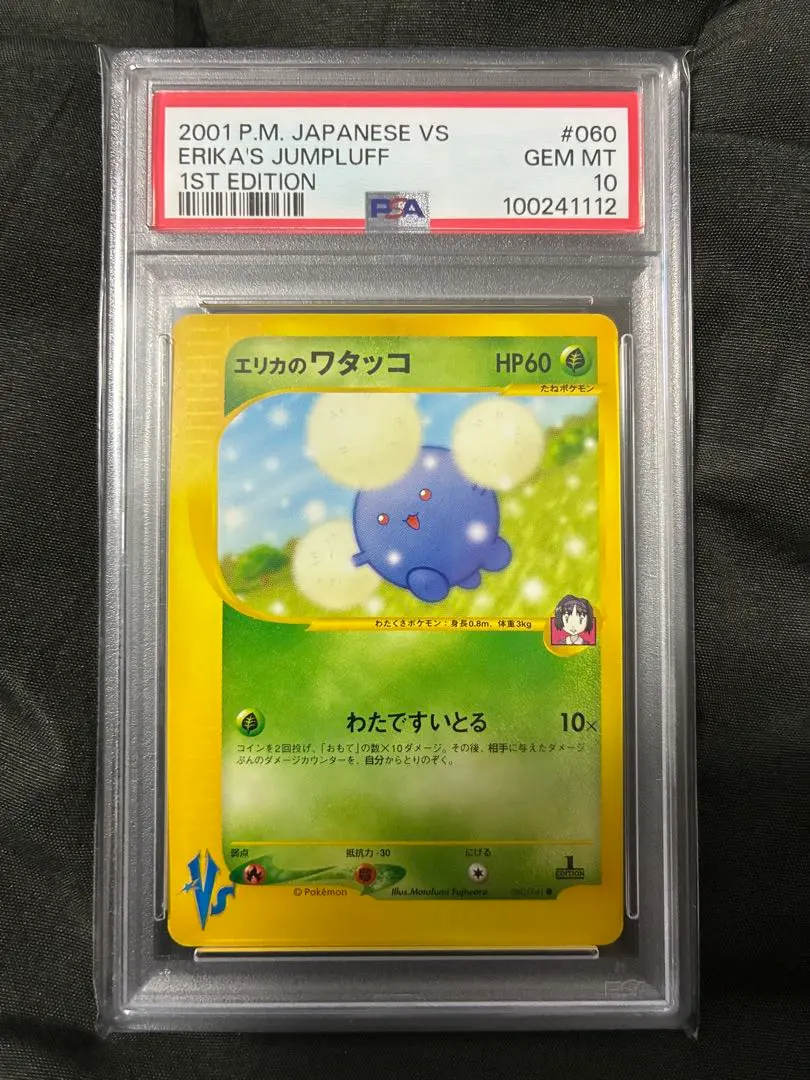 2001 P.M. JAPANESE VS #060
ERIKA'S JUMPLUFF GEM MT
1ST EDITION 10
PSA 100241112
エリカのワタッコ HP60
たねポケモン
わたくさポケモン:身長0.8m、体重3kg
わたですいとる 10×
コインを2回投げ、「おもて」の数×10ダメージ。その後、相手に与えたダメージ
ぶんのダメージカウンターを、自分からとりのぞく。
弱点 抵抗力 -30 にげる
1
EDITION
VS
© Pokémon Illus. Motofumi Fujiwara 060/141